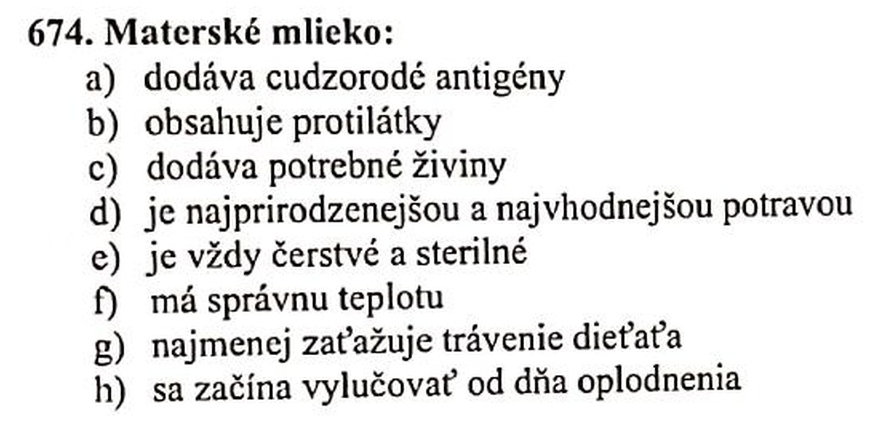 674. Materské mlieko:
a) dodáva cudzorodé antigény
b) obsahuje protilátky
c) dodáva potrebné živiny
d) je najprirodzenejšou a najvhodnejšou potravou
e) je vždy čerstvé a sterilné
f) má správnu teplotu
g) najmenej zaťažuje trávenie dieťaťa
h) sa začína vylučovať od dňa oplodnenia